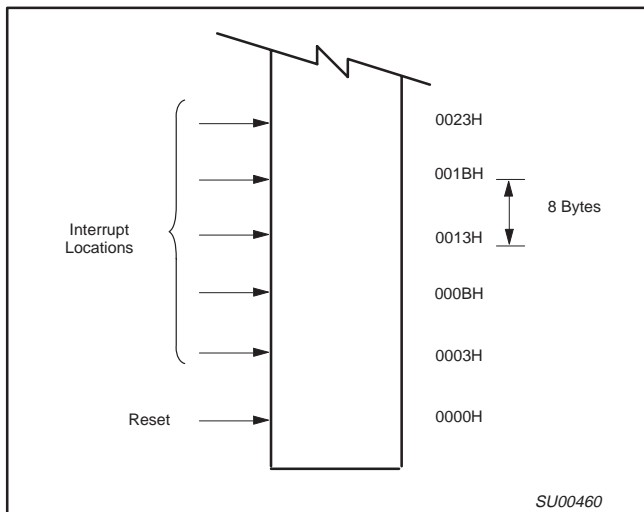 0023H
001BH
8 Bytes
Interrupt
Locations
0013H
000BH
0003H
Reset
0000H
SU00460